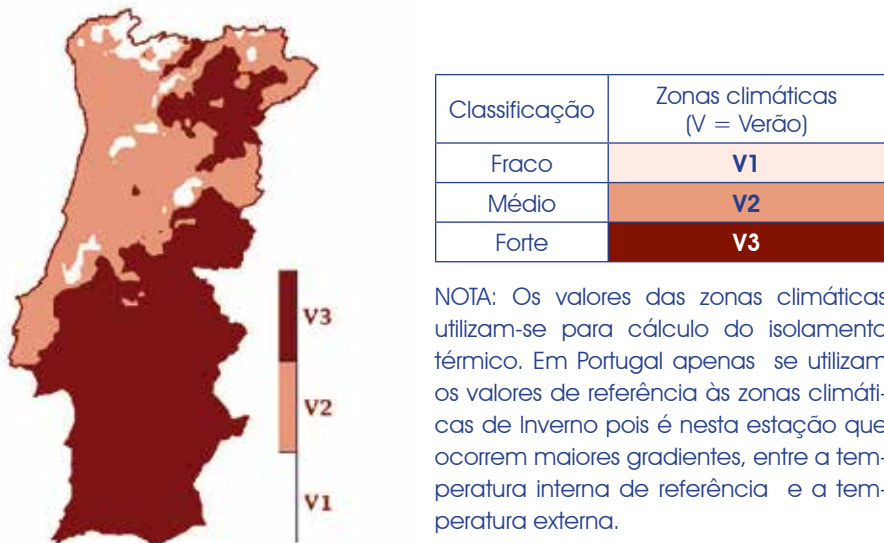 V3
V2
V1
Classificação
Zonas climáticas
(V = Verão)
Fraco
V1
Médio
V2
Forte
V3
NOTA: Os valores das zonas climáticas
utilizam-se para cálculo do isolamento
térmico. Em Portugal apenas se utilizam
os valores de referência às zonas climáti-
cas de Inverno pois é nesta estação que
ocorrem maiores gradientes, entre a tem-
peratura interna de referência e a tem-
peratura externa.